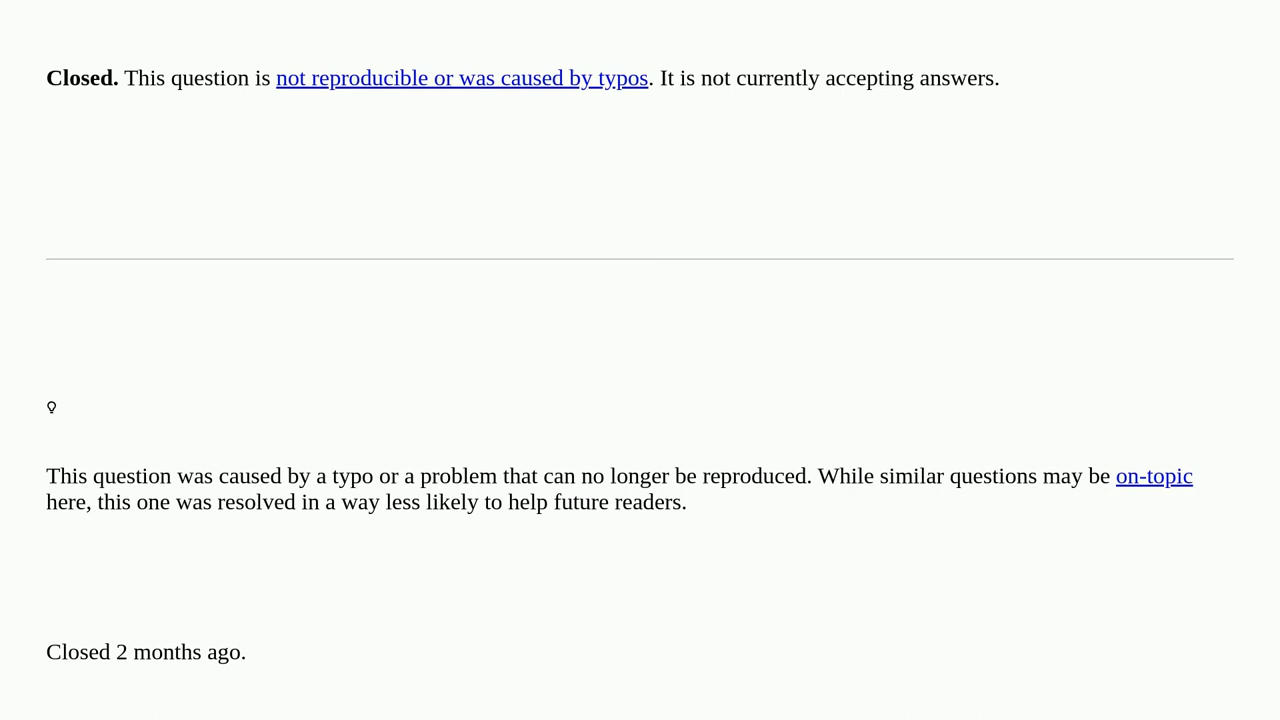 Closed. This question is not reproducible or was caused by typos. It is not currently accepting answers.
This question was caused by a typo or a problem that can no longer be reproduced. While similar questions may be on-topic
here, this one was resolved in a way less likely to help future readers.
Closed 2 months ago.